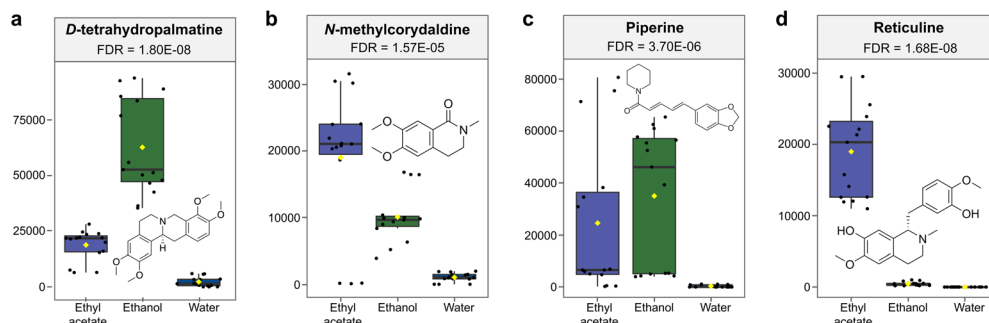 a
D-tetrahydropalmatine
FDR = 1.80E-08
75000
50000
25000
0
Ethyl
acetate
Ethanol
Water
N
H
O
O
O
O
b
N-methylcorydaldine
FDR = 1.57E-05
30000
20000
10000
0
Ethyl
acetate
Ethanol
Water
O
N
O
O
c
Piperine
FDR = 3.70E-06
80000
60000
40000
20000
0
Ethyl
acetate
Ethanol
Water
N
O
O
O
d
Reticuline
FDR = 1.68E-08
30000
20000
10000
0
Ethyl
acetate
Ethanol
Water
O
OH
HO
N
O